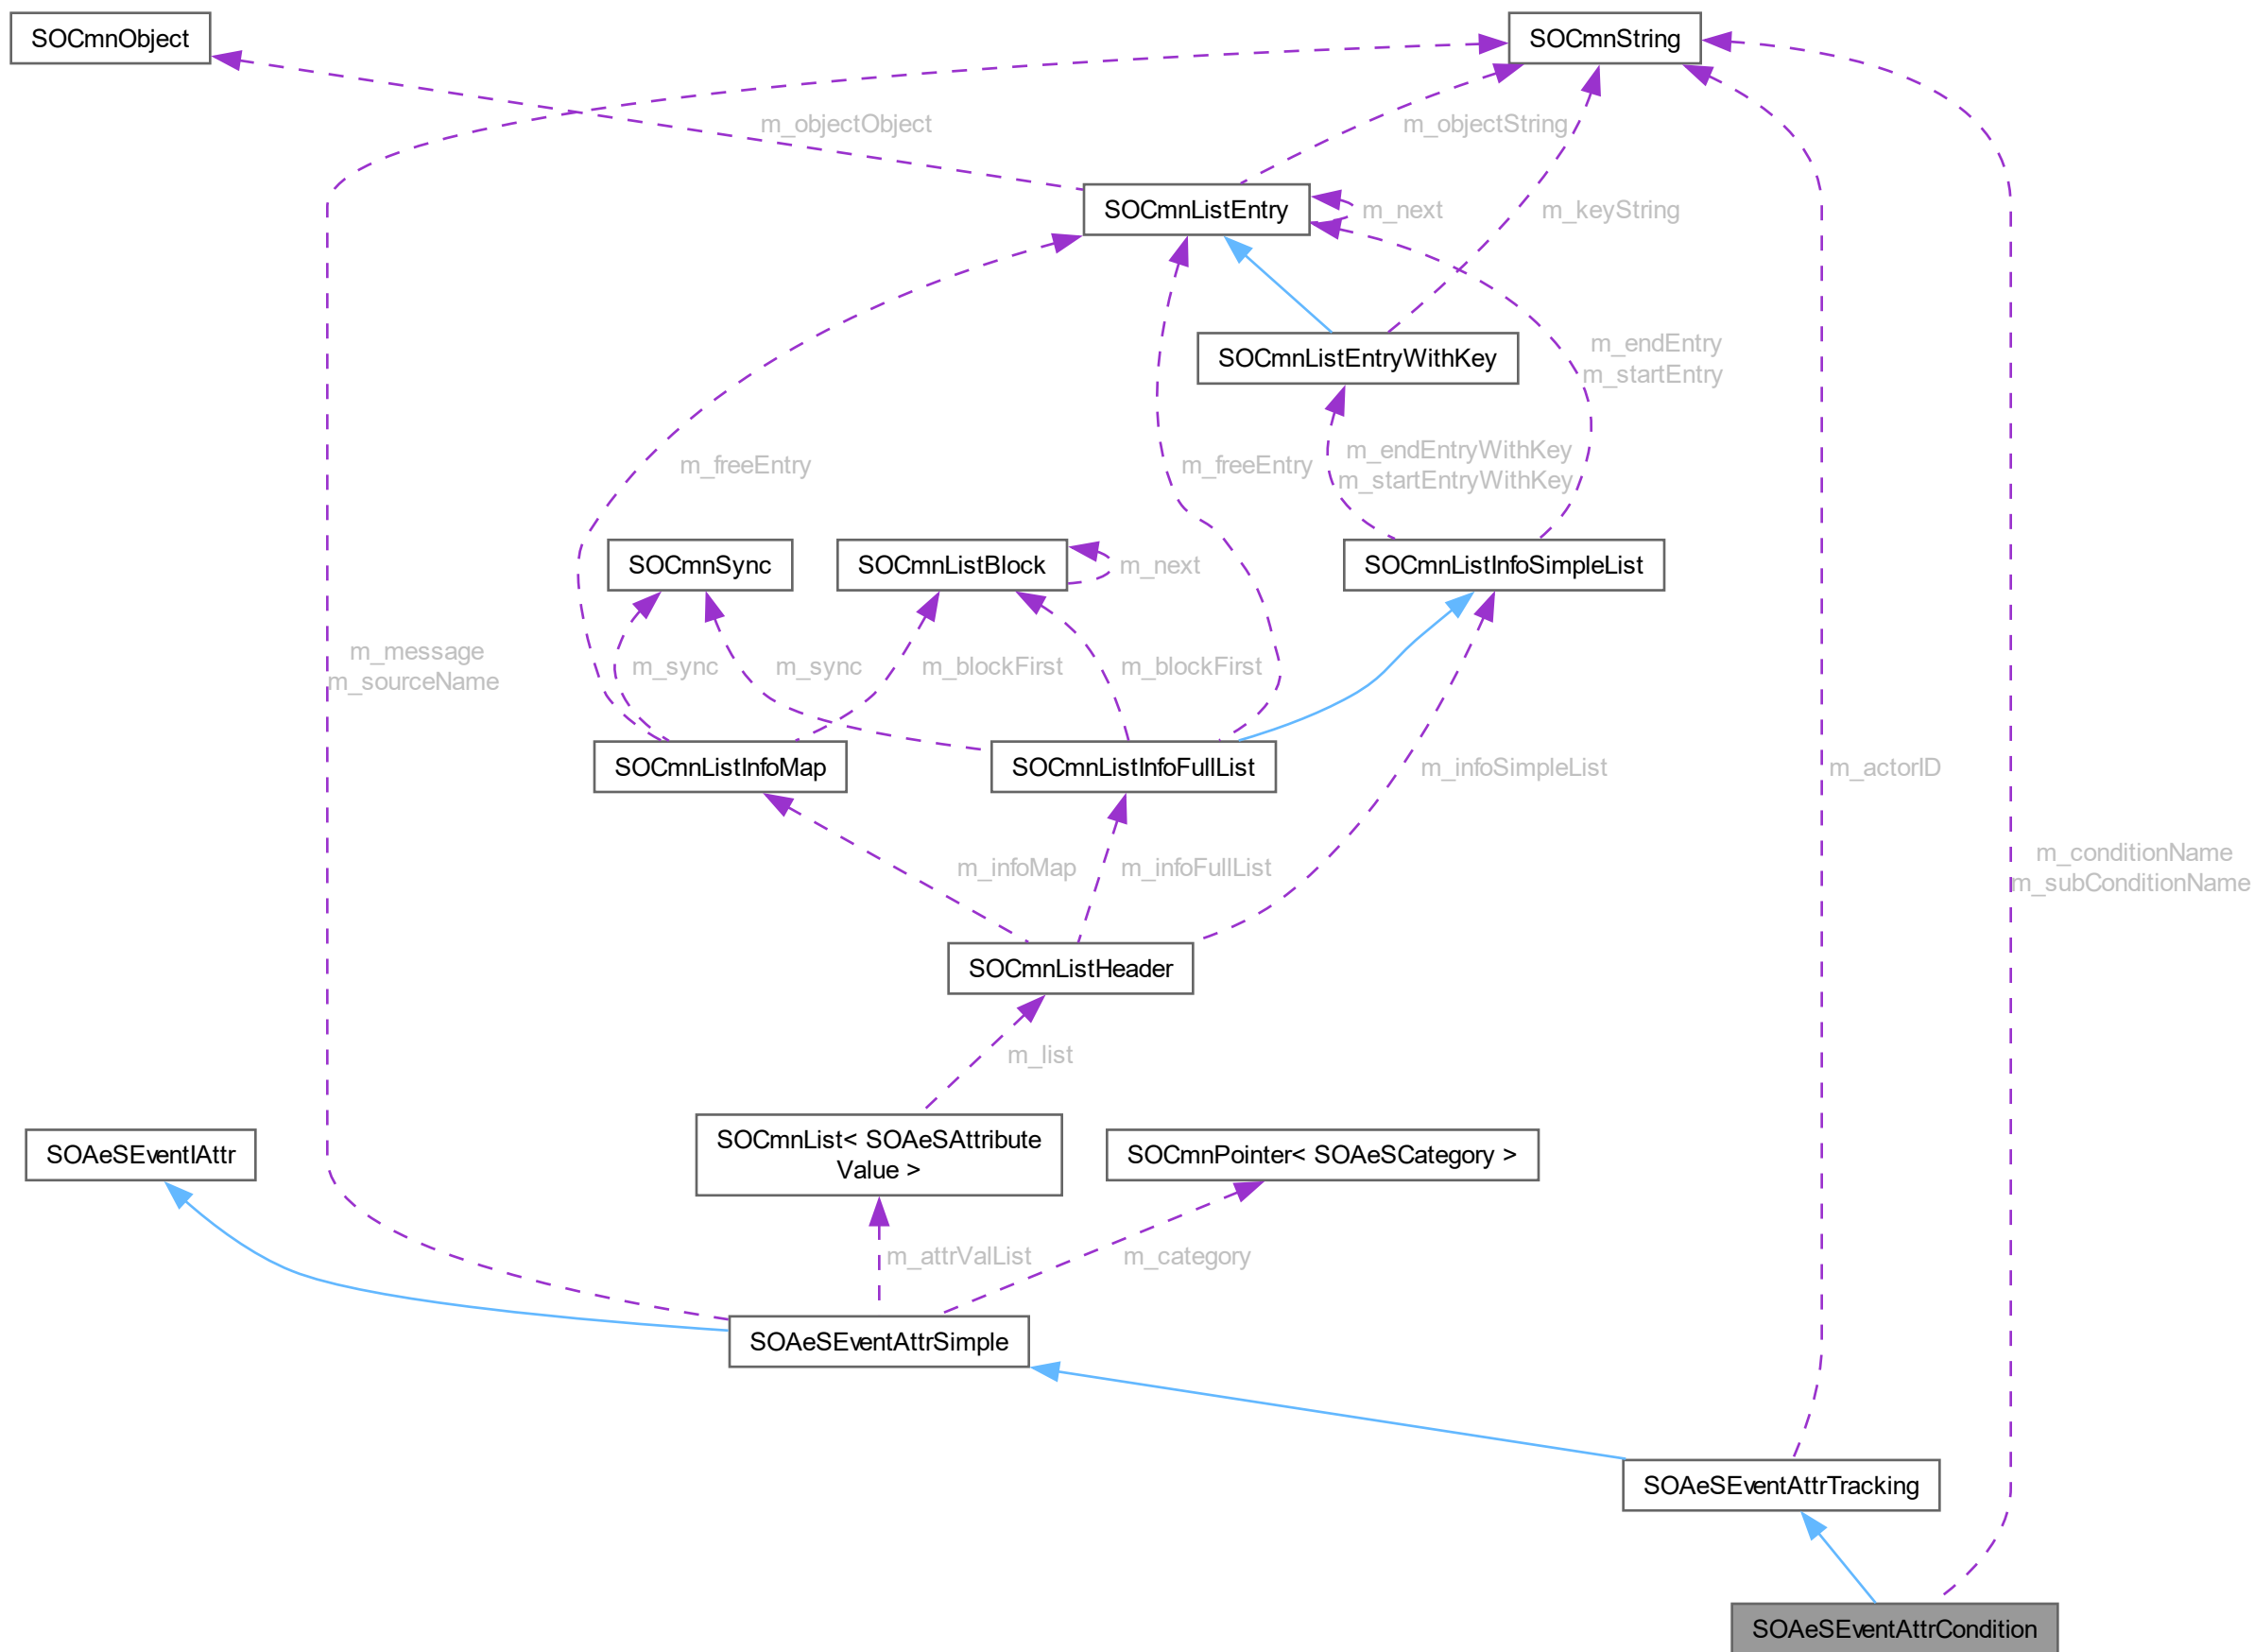 SOCmnObject
SOCmnString
m_objectObject
m_objectString
SOCmnListEntry
m_next
m_keyString
SOCmnListEntryWithKey
m_endEntry
m_startEntry
m_freeEntry
m_freeEntry
m_endEntryWithKey
m_startEntryWithKey
SOCmnSync
SOCmnListBlock
m_next
SOCmnListInfoSimpleList
m_message
m_sourceName
m_sync
m_sync
m_blockFirst
m_blockFirst
SOCmnListInfoMap
SOCmnListInfoFullList
m_infoSimpleList
m_actorID
m_conditionName
m_subConditionName
m_infoMap
m_infoFullList
SOCmnListHeader
m_list
SOAeSEventIAttr
SOCmnList< SOAeSAttribute
Value >
SOCmnPointer< SOAeSCategory >
m_attrValList
m_category
SOAeSEventAttrSimple
SOAeSEventAttrTracking
SOAeSEventAttrCondition